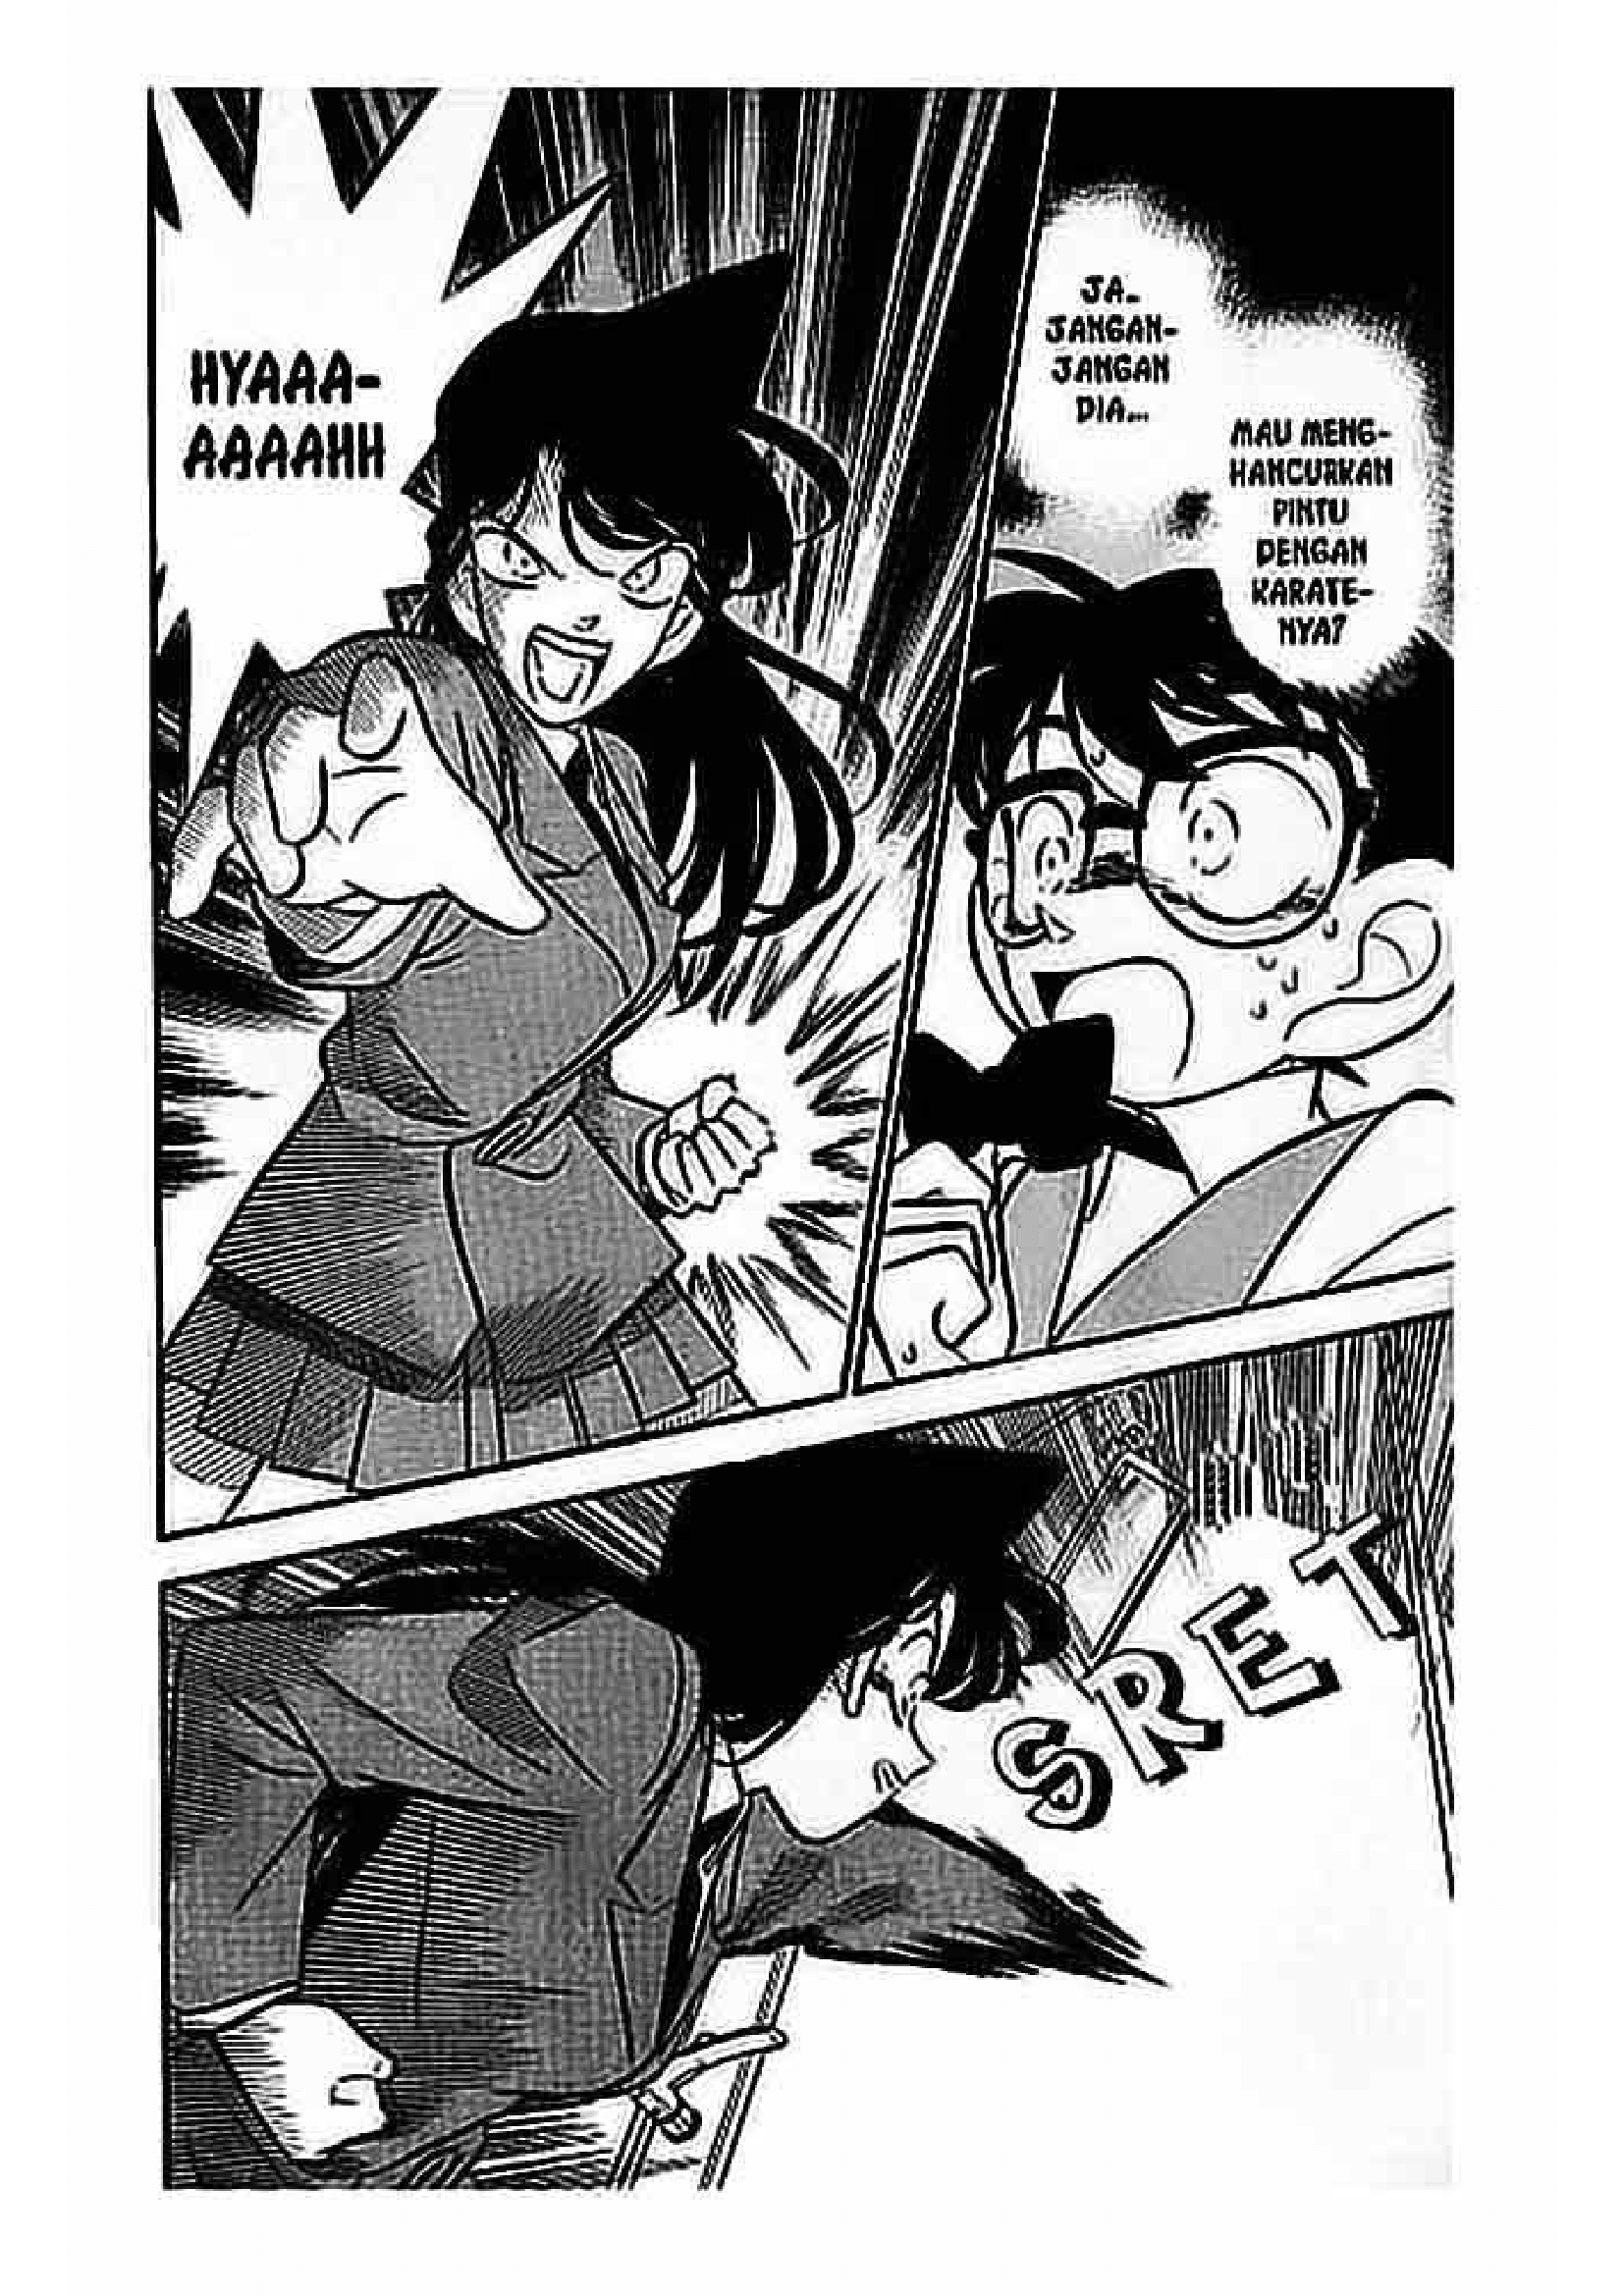 JA..
JANGAN-
JANGAN
DIA...
MAU MENG-
HANCURKAN
PINTU
DENGAN
KARATE-
NYA?
HYAAA-
AAAAHH
SRET